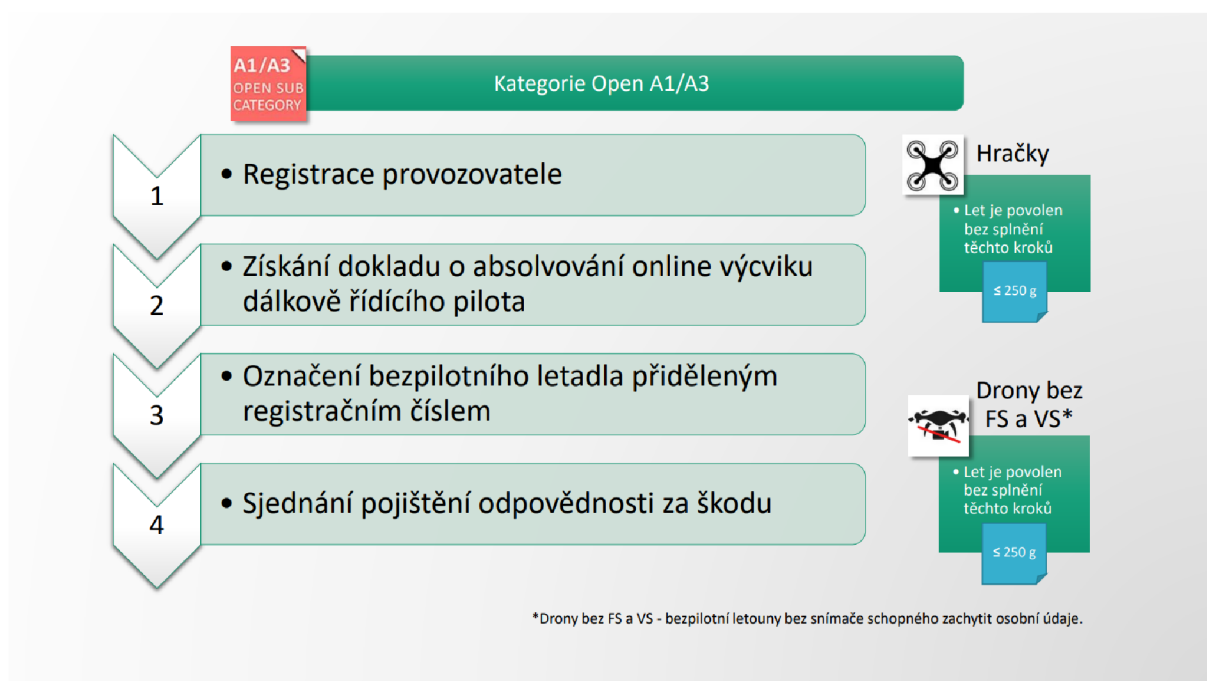 A1/A3
OPEN SUB
CATEGORY
Kategorie Open A1/A3
1
• Registrace provozovatele
2
• Získání dokladu o absolvování online výcviku
dálkově řídícího pilota
3
• Označení bezpilotního letadla přiděleným
registračním číslem
4
• Sjednání pojištění odpovědnosti za škodu
Hračky
• Let je povolen
bez splnění
těchto kroků
≤ 250 g
Drony bez
FS a VS*
• Let je povolen
bez splnění
těchto kroků
≤ 250 g
*Drony bez FS a VS - bezpilotní letouny bez snímače schopného zachytit osobní údaje.